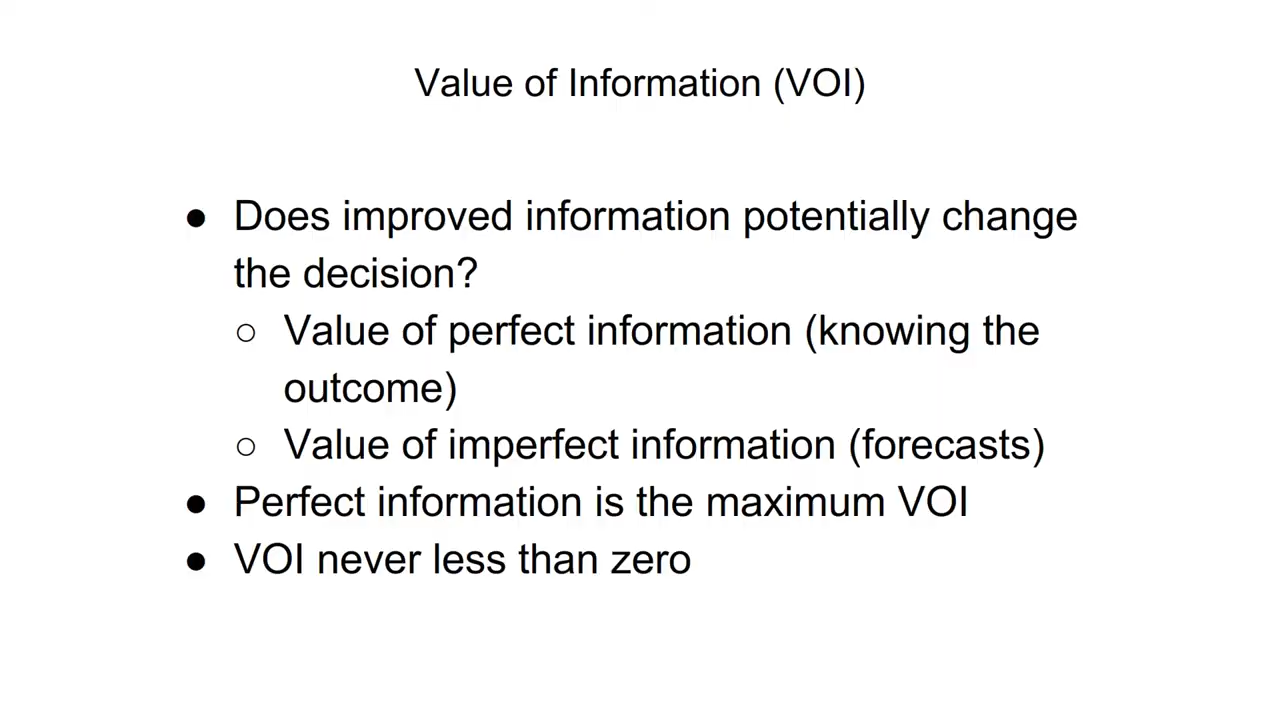 Value of Information (VOI)
● Does improved information potentially change
the decision?
○ Value of perfect information (knowing the
outcome)
○ Value of imperfect information (forecasts)
● Perfect information is the maximum VOI
● VOI never less than zero